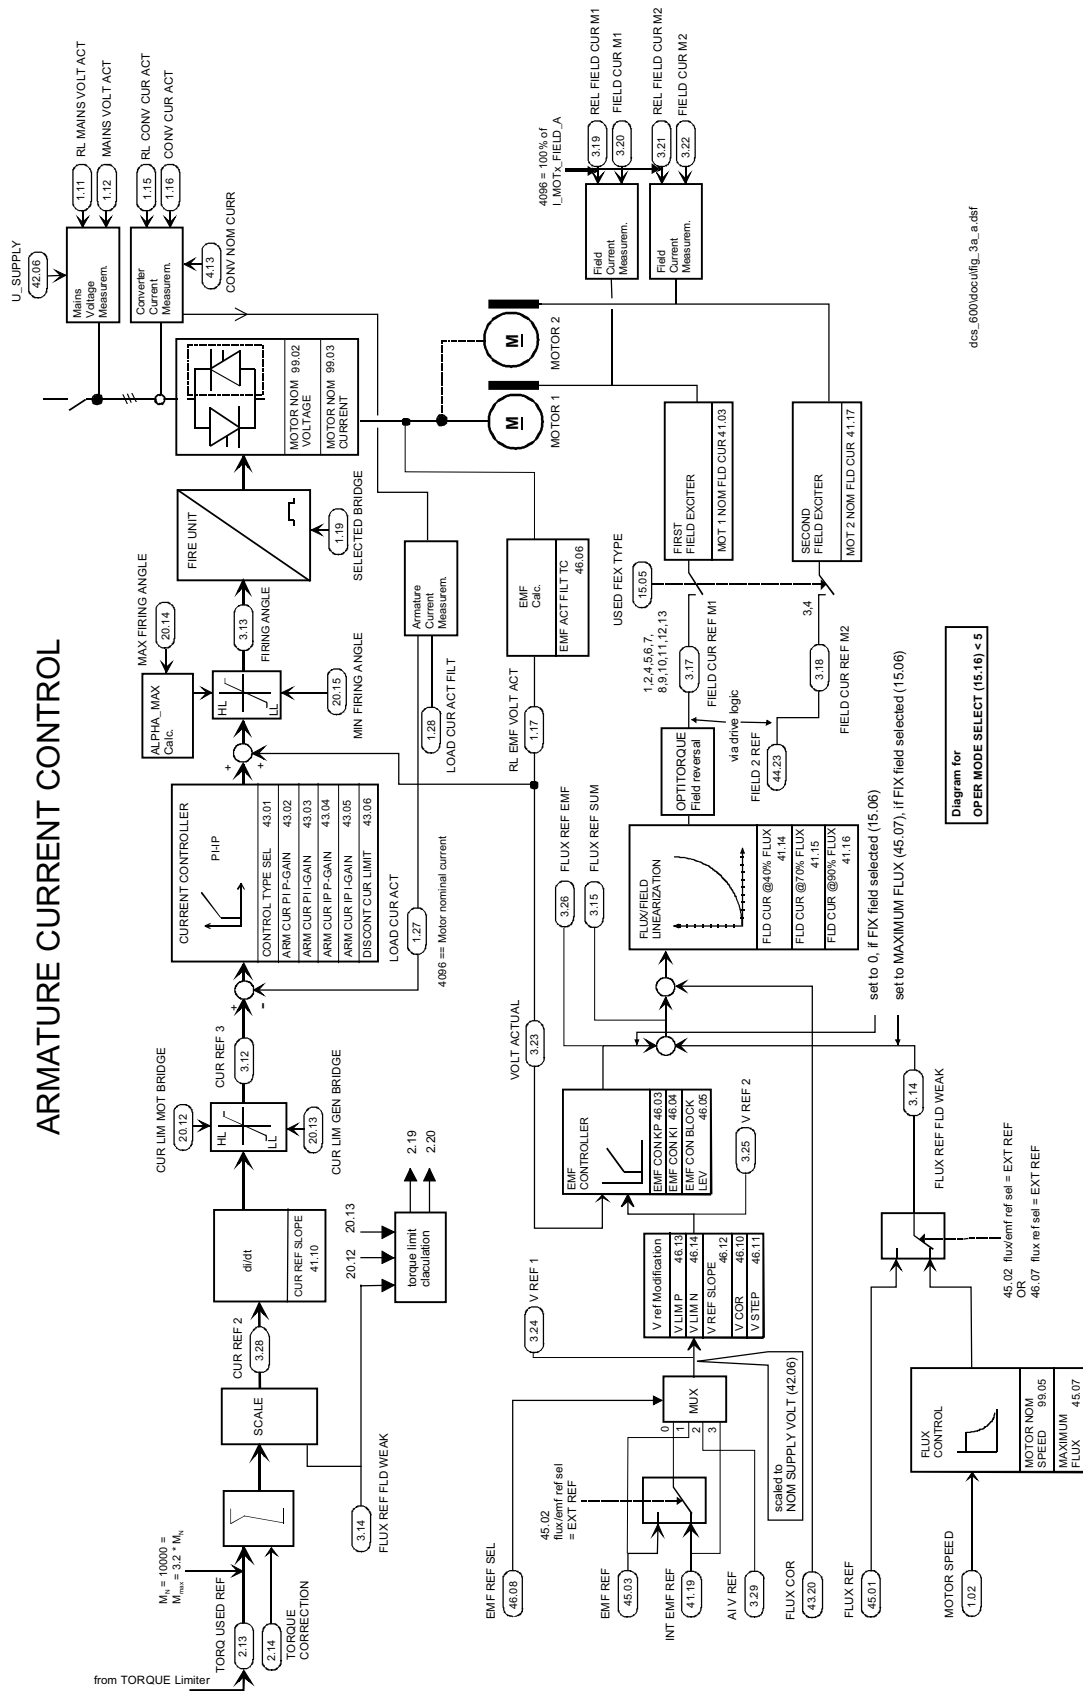 ARMATURE CURRENT CONTROL
from TORQUE Limiter
2.13
TORQ USED REF
M_N = 10000 =
M_max = 3.2 * M_N
2.14
TORQUE
CORRECTION
SCALE
3.14
FLUX REF FLD WEAK
CUR REF 2
3.28
di/dt
CUR REF SLOPE
41.10
20.12
20.13
torque limit
claculation
2.19
2.20
CUR LIM MOT BRIDGE
20.12
HL
LL
20.13
CUR LIM GEN BRIDGE
CUR REF 3
3.12
+
-
CURRENT CONTROLLER
PI-IP
CONTROL TYPE SEL 43.01
ARM CUR PI P-GAIN 43.02
ARM CUR PI I-GAIN 43.03
ARM CUR IP P-GAIN 43.04
ARM CUR IP I-GAIN 43.05
DISCONT CUR LIMIT 43.06
LOAD CUR ACT
1.27
4096 == Motor nominal current
+
+
ALPHA_MAX
Calc.
MAX FIRING ANGLE
20.14
HL
LL
20.15
MIN FIRING ANGLE
3.13
FIRING ANGLE
1.28
LOAD CUR ACT FILT
Armature
Current
Measurem.
FIRE UNIT
1.19
SELECTED BRIDGE
MOTOR NOM 99.02
VOLTAGE
MOTOR NOM 99.03
CURRENT
U_SUPPLY
42.06
Mains
Voltage
Measurem.
1.11
RL MAINS VOLT ACT
1.12
MAINS VOLT ACT
Converter
Current
Measurem.
1.15
RL CONV CUR ACT
1.16
CONV CUR ACT
4.13
CONV NOM CURR
M
MOTOR 1
M
MOTOR 2
EMF
Calc.
EMF ACT FILT TC
46.06
RL EMF VOLT ACT
1.17
VOLT ACTUAL
3.23
4096 = 100% of
I_MOTx_FIELD_A
Field
Current
Measurem.
3.19
REL FIELD CUR M1
3.20
FIELD CUR M1
Field
Current
Measurem.
3.21
REL FIELD CUR M2
3.22
FIELD CUR M2
EMF REF SEL
46.08
45.02
flux/emf ref sel
= EXT REF
EMF REF
45.03
INT EMF REF
41.19
AI V REF
3.29
0
1
2
3
MUX
V REF 1
3.24
scaled to
NOM SUPPLY VOLT (42.06)
V ref Modification
V LIM P 46.13
V LIM N 46.14
V REF SLOPE
46.12
V COR 46.10
V STEP 46.11
V REF 2
3.25
EMF
CONTROLLER
EMF CON KP 46.03
EMF CON KI 46.04
EMF CON BLOCK
LEV 46.05
3.26
FLUX REF EMF
3.15
FLUX REF SUM
FLUX/FIELD
LINEARIZATION
FLD CUR @40% FLUX
41.14
FLD CUR @70% FLUX
41.15
FLD CUR @90% FLUX
41.16
OPTITORQUE
Field reversal
via drive logic
1,2,4,5,6,7,
8,9,10,11,12,13
3.17
FIELD CUR REF M1
FIELD 2 REF
44.23
3,4
3.18
FIELD CUR REF M2
USED FEX TYPE
15.05
FIRST
FIELD EXCITER
MOT 1 NOM FLD CUR 41.03
SECOND
FIELD EXCITER
MOT 2 NOM FLD CUR 41.17
FLUX COR
43.20
FLUX REF
45.01
MOTOR SPEED
1.02
FLUX
CONTROL
MOTOR NOM
SPEED 99.05
MAXIMUM
FLUX 45.07
45.02 flux/emf ref sel = EXT REF
OR
46.07 flux ref sel = EXT REF
FLUX REF FLD WEAK
3.14
set to 0, if FIX field selected (15.06)
set to MAXIMUM FLUX (45.07), if FIX field selected (15.06)
Diagram for
OPER MODE SELECT (15.16) < 5
dcs_600\docu\fig_3a_a.dsf